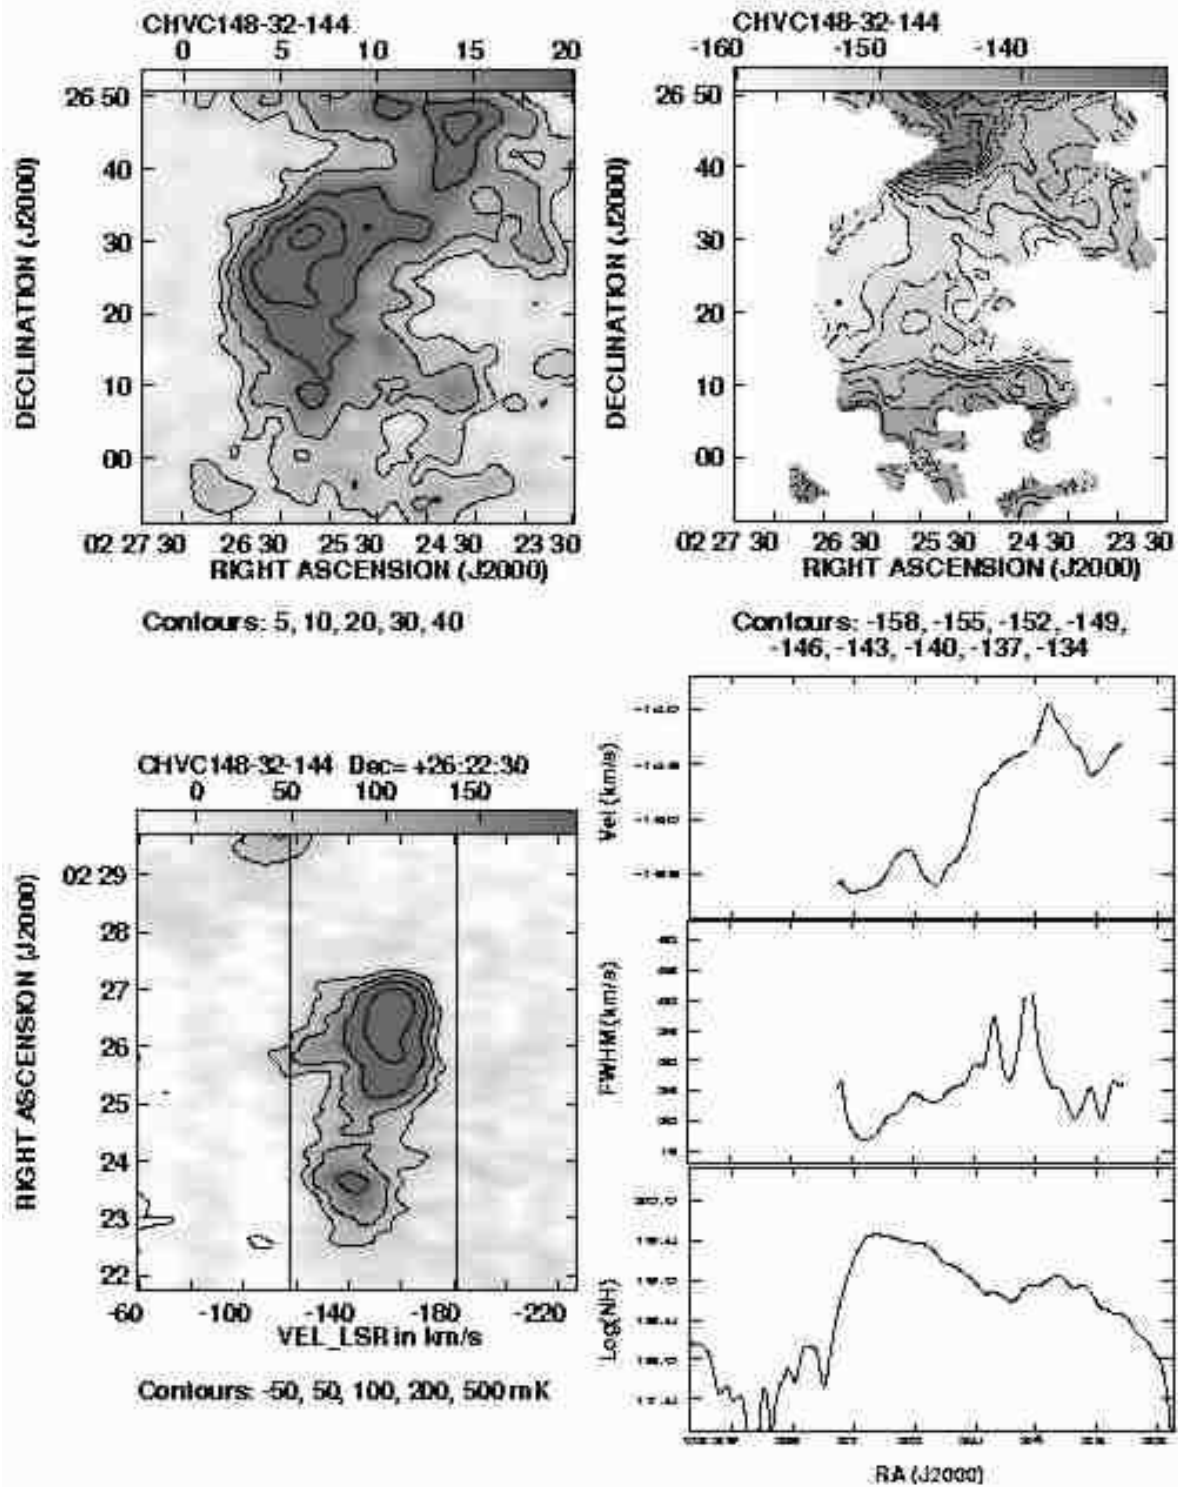 CHVC148-32-144
0 5 10 15 20
26 50
40
30
20
10
00
DECLINATION (J2000)
02 27 30 26 30 25 30 24 30 23 30
RIGHT ASCENSION (J2000)
Contours: 5, 10, 20, 30, 40
CHVC148-32-144
-160 -150 -140
26 50
40
30
20
10
00
DECLINATION (J2000)
02 27 30 26 30 25 30 24 30 23 30
RIGHT ASCENSION (J2000)
Contours: -158, -155, -152, -149,
-146, -143, -140, -137, -134
CHVC148-32-144 Dec= +26:22:30
0 50 100 150
02 29
28
27
26
25
24
23
22
RIGHT ASCENSION (J2000)
-60 -100 -140 -180 -220
VEL_LSR in km/s
Contours: -50, 50, 100, 200, 500 mK
Vel (km/s)
FWHM (km/s)
Log(NH)
RA (J2000)